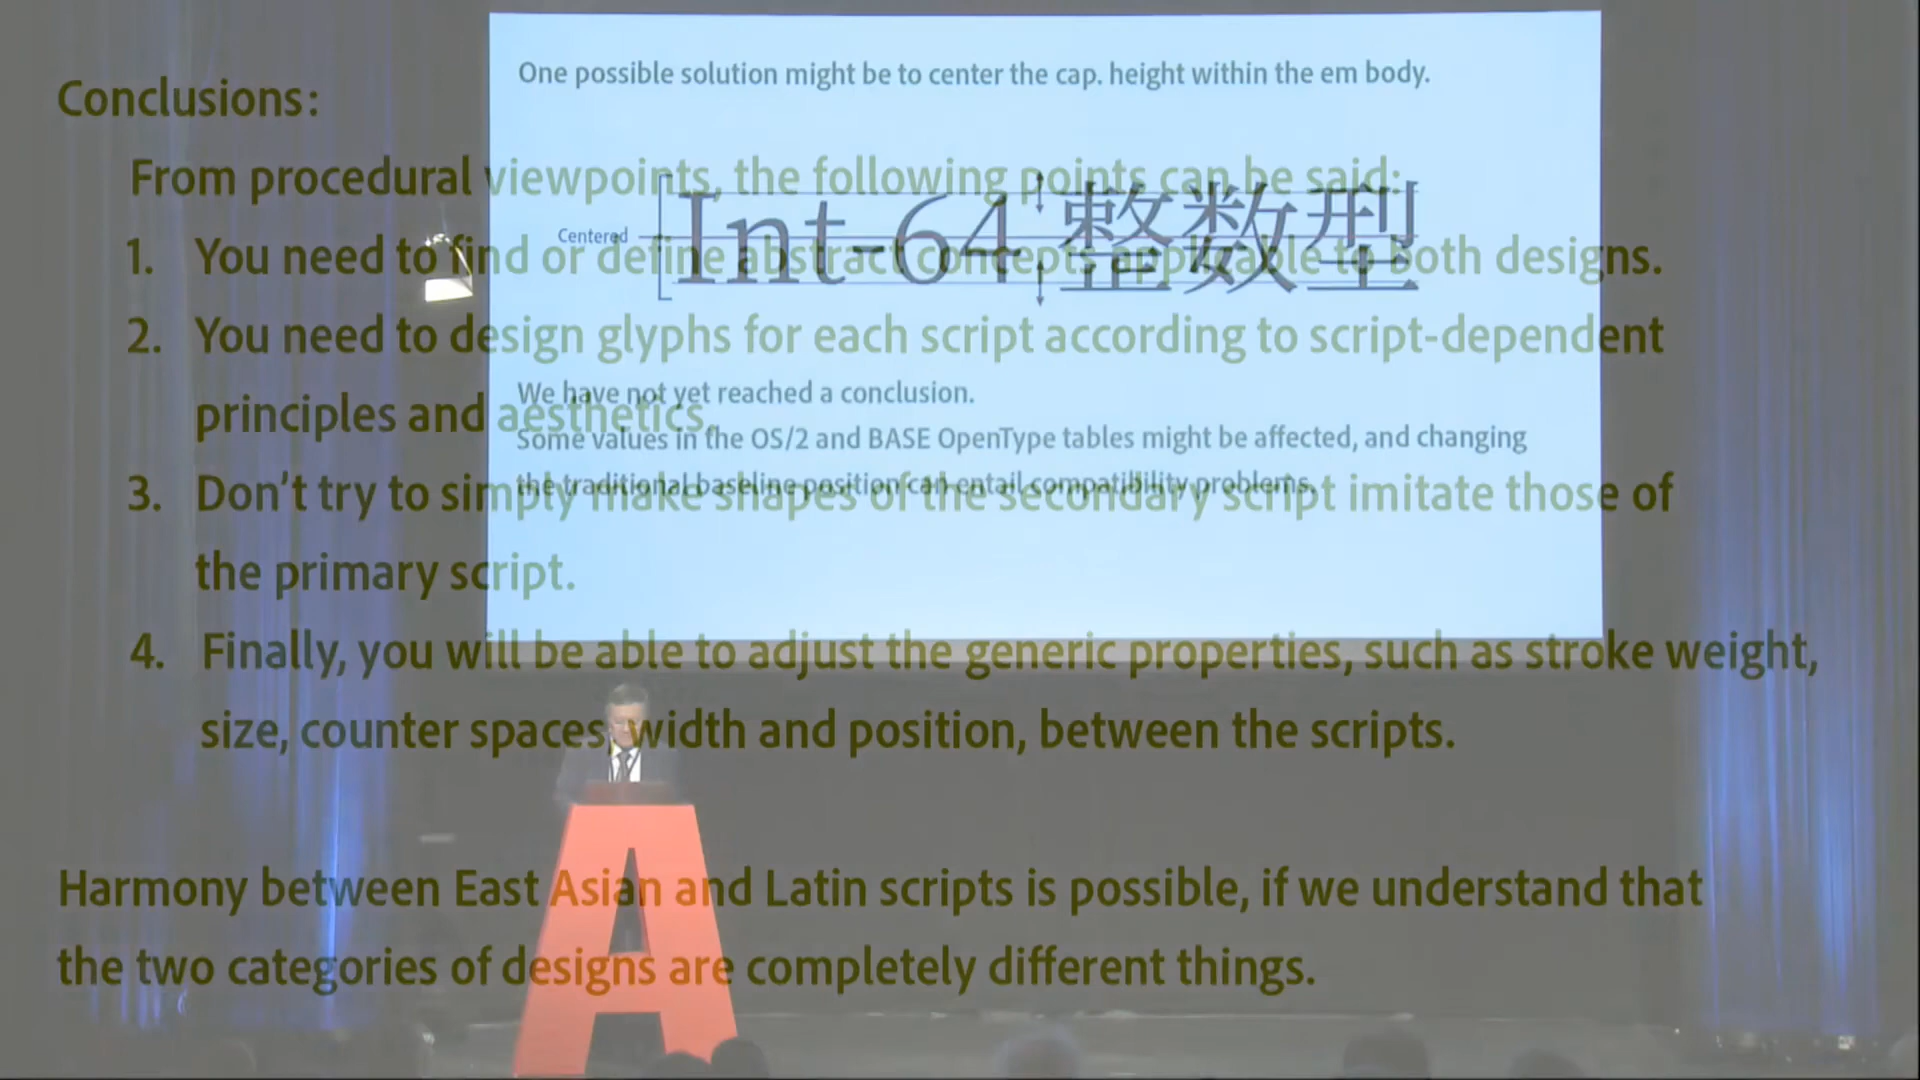 Conclusions:
From procedural viewpoints, the following points can be said:
1. You need to find or define abstract concepts applicable to both designs.
2. You need to design glyphs for each script according to script-dependent
principles and aesthetics.
3. Don't try to simply make shapes of the secondary script imitate those of
the primary script.
4. Finally, you will be able to adjust the generic properties, such as stroke weight,
size, counter spaces, width and position, between the scripts.
Harmony between East Asian and Latin scripts is possible, if we understand that
the two categories of designs are completely different things.
One possible solution might be to center the cap. height within the em body.
Centered
Int-64 整数型
We have not yet reached a conclusion.
Some values in the OS/2 and BASE OpenType tables might be affected, and changing
the traditional baseline position can entail compatibility problems.
A